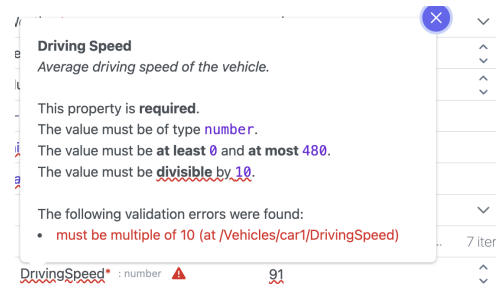 Driving Speed
Average driving speed of the vehicle.
This property is required.
The value must be of type number.
The value must be at least 0 and at most 480.
The value must be divisible by 10.
The following validation errors were found:
• must be multiple of 10 (at /Vehicles/car1/DrivingSpeed)
7 iter
DrivingSpeed* : number 91